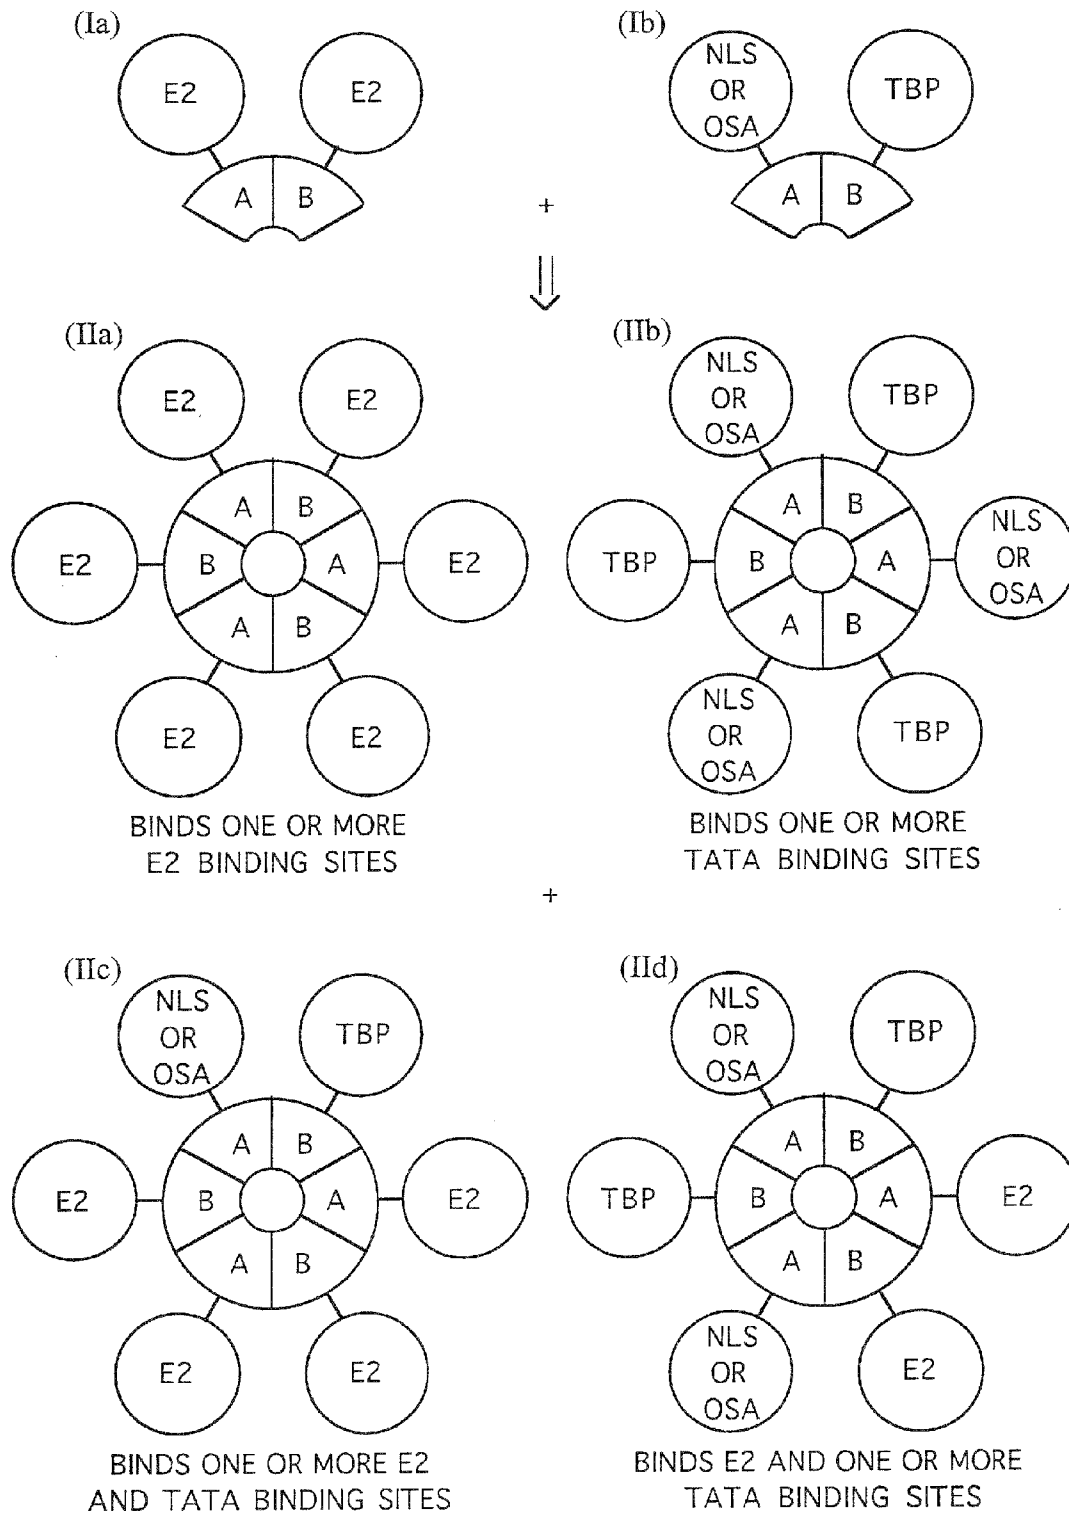 (Ia)
(Ib)
E2
E2
NLS
OR
OSA
TBP
A
B
A
B
+
(IIa)
(IIb)
E2
E2
NLS
OR
OSA
TBP
A
B
A
B
E2
B
A
E2
TBP
B
A
NLS
OR
OSA
A
B
A
B
E2
E2
NLS
OR
OSA
TBP
BINDS ONE OR MORE
E2 BINDING SITES
BINDS ONE OR MORE
TATA BINDING SITES
+
(IIc)
(IId)
NLS
OR
OSA
TBP
NLS
OR
OSA
TBP
A
B
A
B
E2
B
A
E2
TBP
B
A
E2
A
B
A
B
E2
E2
NLS
OR
OSA
E2
BINDS ONE OR MORE E2
AND TATA BINDING SITES
BINDS E2 AND ONE OR MORE
TATA BINDING SITES